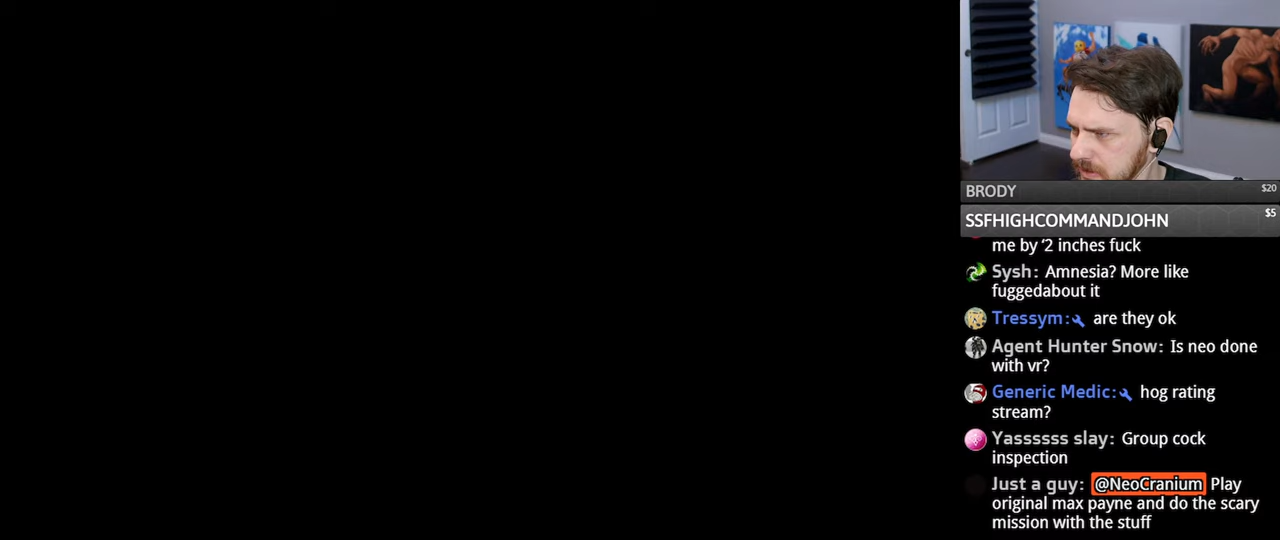 BRODY $20
SSFHIGHCOMMANDJOHN $5
me by ‘2 inches fuck
Sysh: Amnesia? More like
fuggedabout it
Tressym: are they ok
Agent Hunter Snow: Is neo done
with vr?
Generic Medic: hog rating
stream?
Yassssss slay: Group cock
inspection
Just a guy: @NeoCranium Play
original max payne and do the scary
mission with the stuff